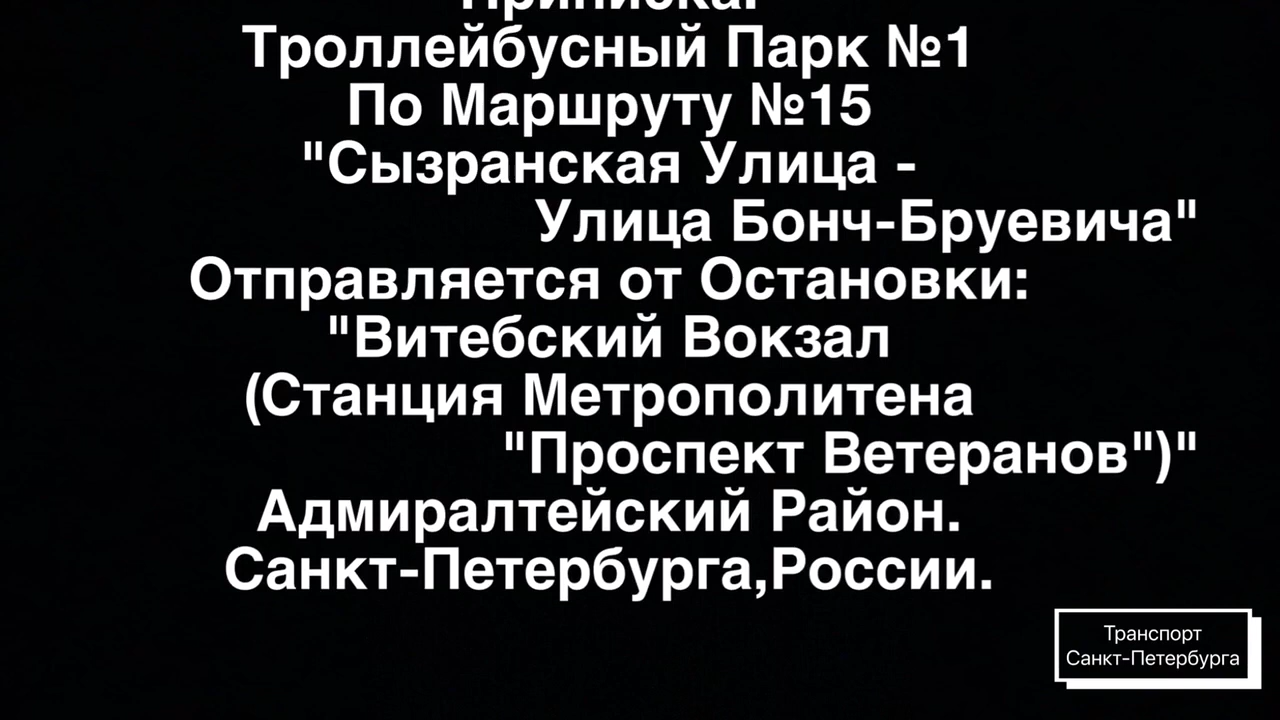 Приписка:
Троллейбусный Парк №1
По Маршруту №15
"Сызранская Улица -
Улица Бонч-Бруевича"
Отправляется от Остановки:
"Витебский Вокзал
(Станция Метрополитена
"Проспект Ветеранов")"
Адмиралтейский Район.
Санкт-Петербурга,России.
Транспорт
Санкт-Петербурга